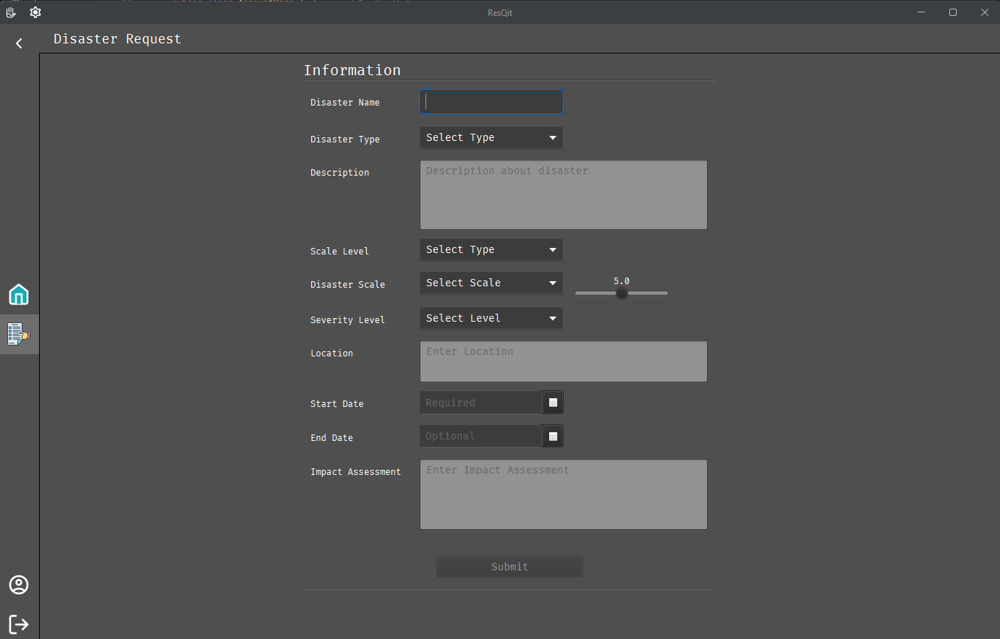 ResQit
Disaster Request
Information
Disaster Name
Disaster Type
Select Type
Description
Description about disaster
Scale Level
Select Type
Disaster Scale
Select Scale
5.0
Severity Level
Select Level
Location
Enter Location
Start Date
Required
End Date
Optional
Impact Assessment
Enter Impact Assessment
Submit